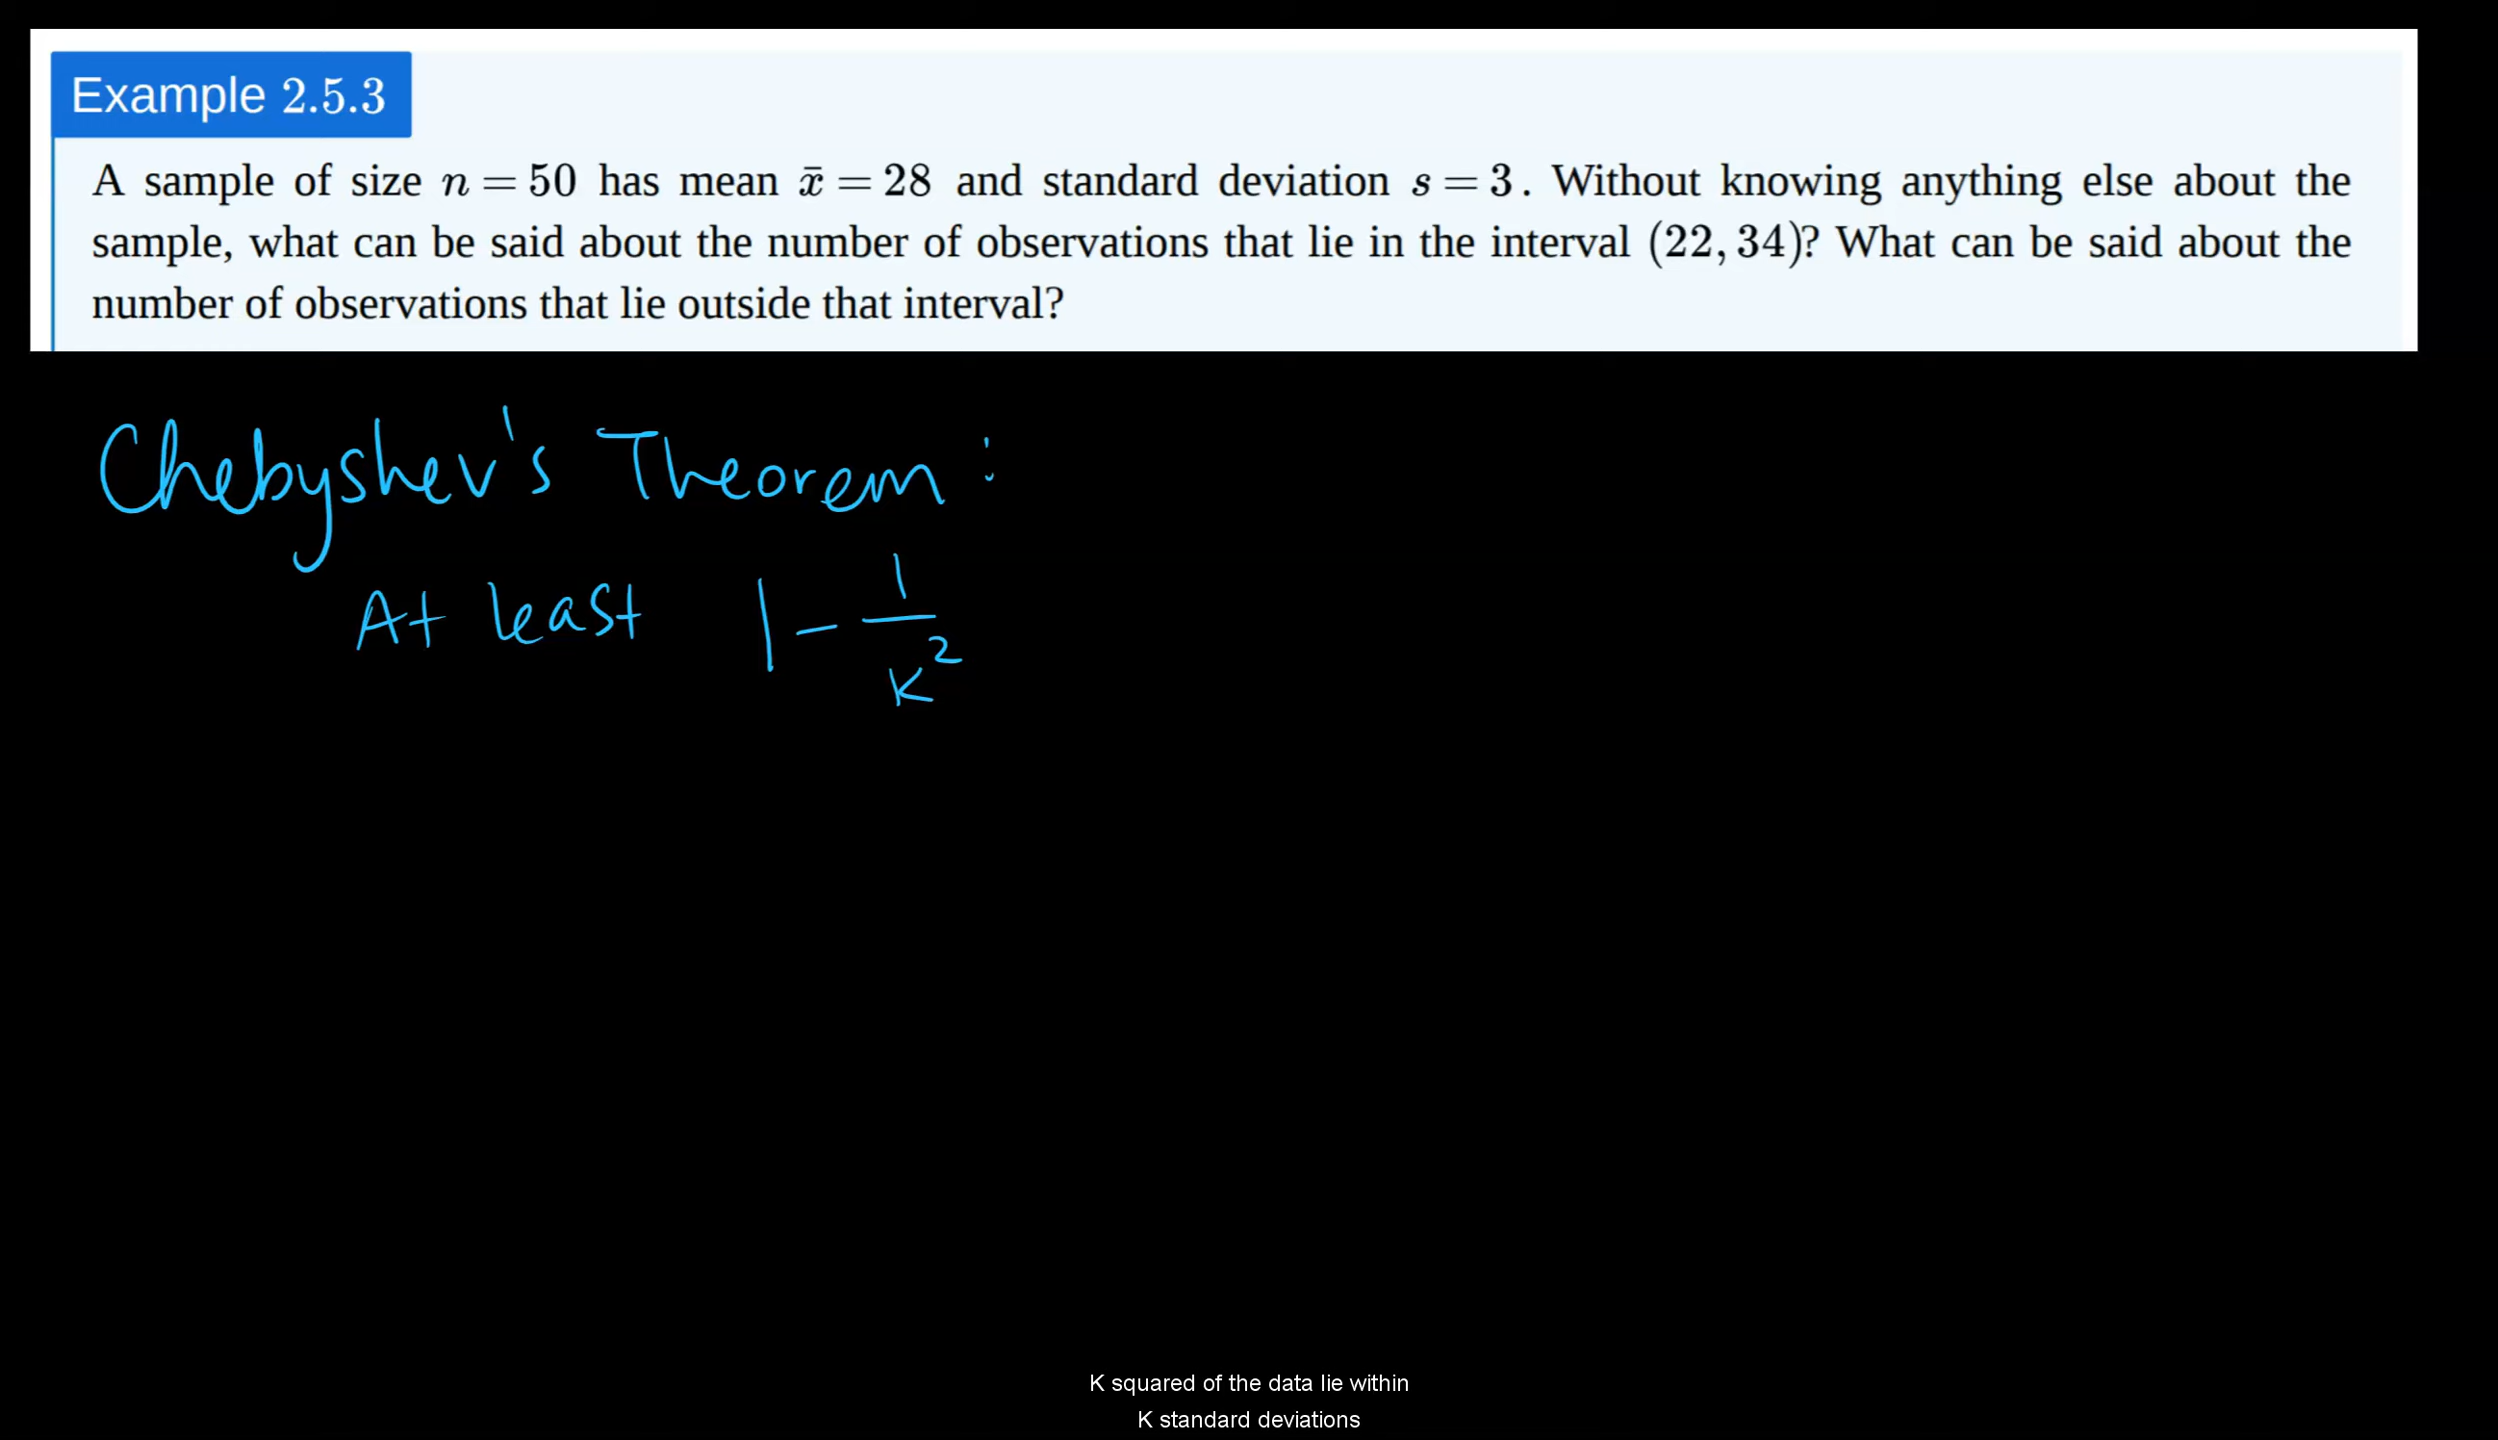 Example 2.5.3
A sample of size n = 50 has mean x̄ = 28 and standard deviation s = 3. Without knowing anything else about the
sample, what can be said about the number of observations that lie in the interval (22, 34)? What can be said about the
number of observations that lie outside that interval?
Chebyshev's Theorem:
At least 1 - 1/k²
K squared of the data lie within
K standard deviations